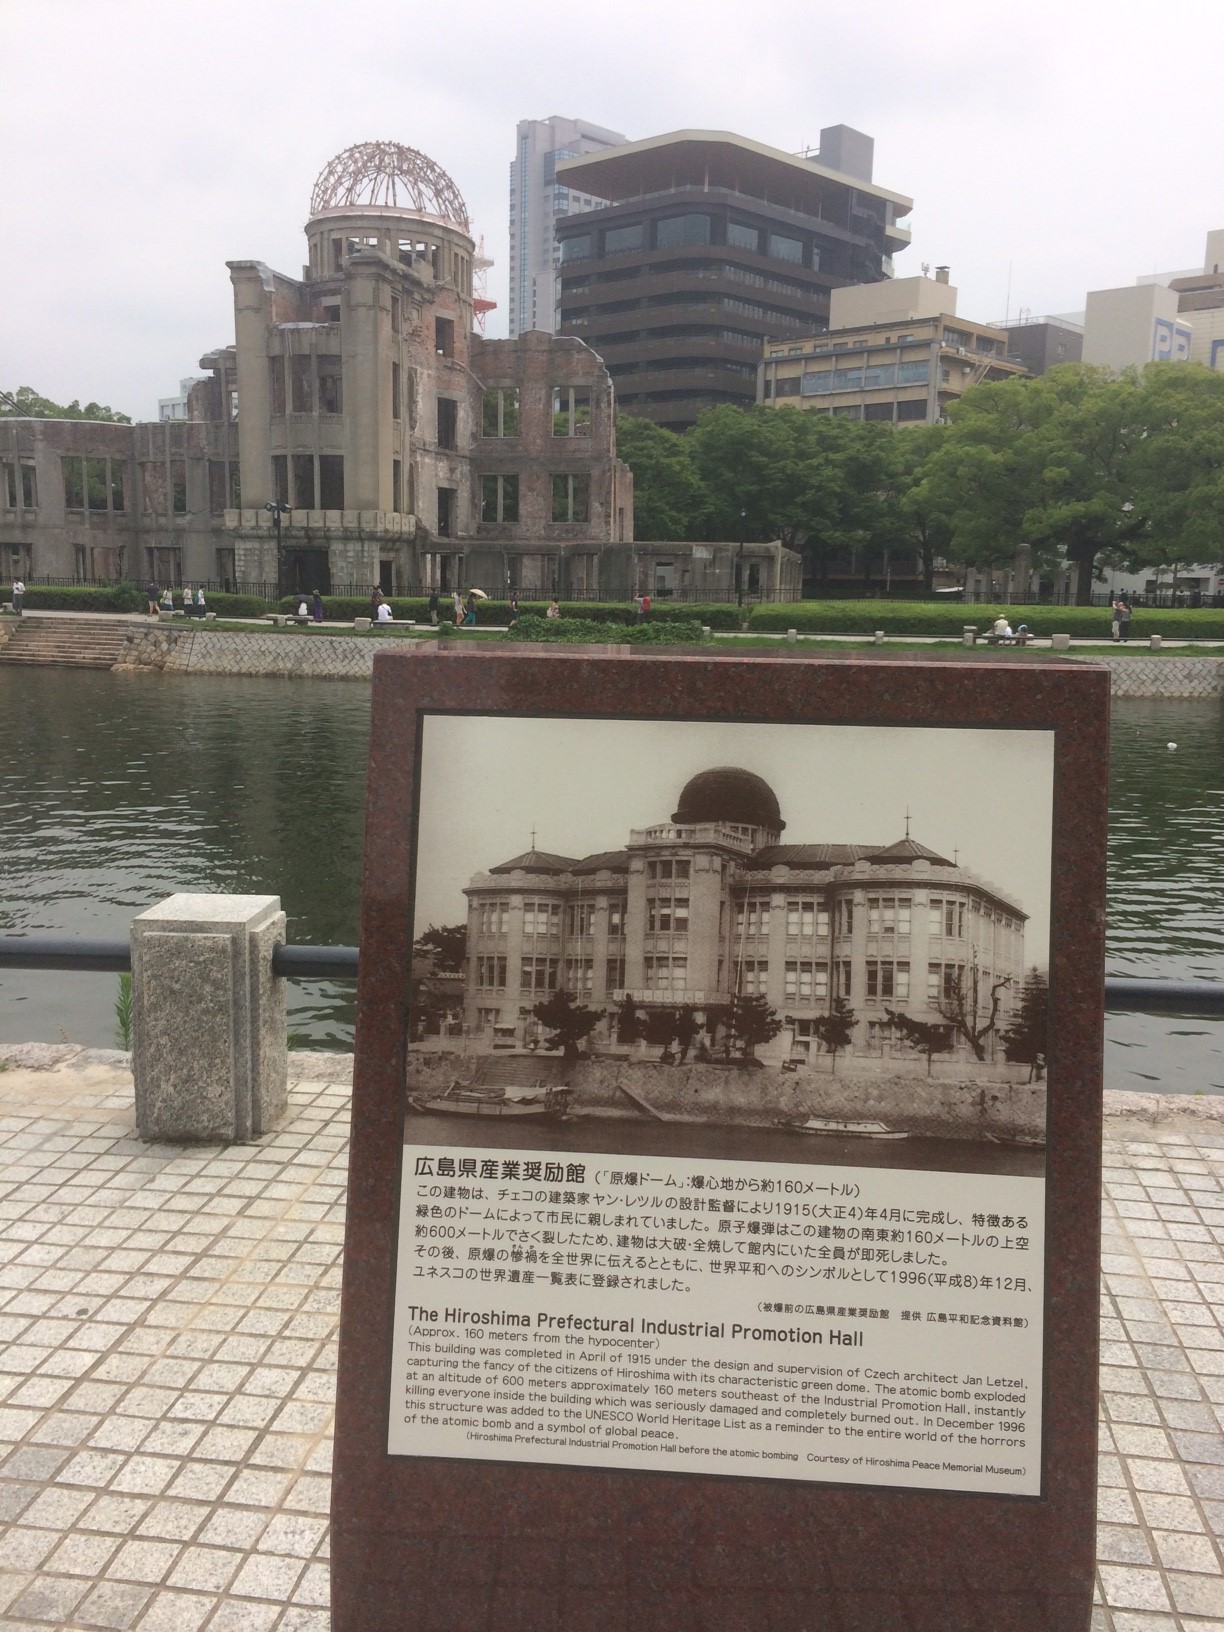 広島県産業奨励館（「原爆ドーム」：爆心地から約160メートル）
この建物は、チェコの建築家ヤン・レツルの設計監督により1915(大正4)年4月に完成し、特徴ある
緑色のドームによって市民に親しまれていました。原子爆弾はこの建物の南東約160メートルの上空
約600メートルでさく裂したため、建物は大破・全焼して館内にいた全員が即死しました。
その後、原爆の惨禍を全世界に伝えるとともに、世界平和へのシンボルとして1996(平成8)年12月、
ユネスコの世界遺産一覧表に登録されました。
（被爆前の広島県産業奨励館　提供 広島平和記念資料館）
The Hiroshima Prefectural Industrial Promotion Hall
(Approx. 160 meters from the hypocenter)
This building was completed in April of 1915 under the design and supervision of Czech architect Jan Letzel,
capturing the fancy of the citizens of Hiroshima with its characteristic green dome. The atomic bomb exploded
at an altitude of 600 meters approximately 160 meters southeast of the Industrial Promotion Hall, instantly
killing everyone inside the building which was seriously damaged and completely burned out. In December 1996
this structure was added to the UNESCO World Heritage List as a reminder to the entire world of the horrors
of the atomic bomb and a symbol of global peace.
(Hiroshima Prefectural Industrial Promotion Hall before the atomic bombing　Courtesy of Hiroshima Peace Memorial Museum)